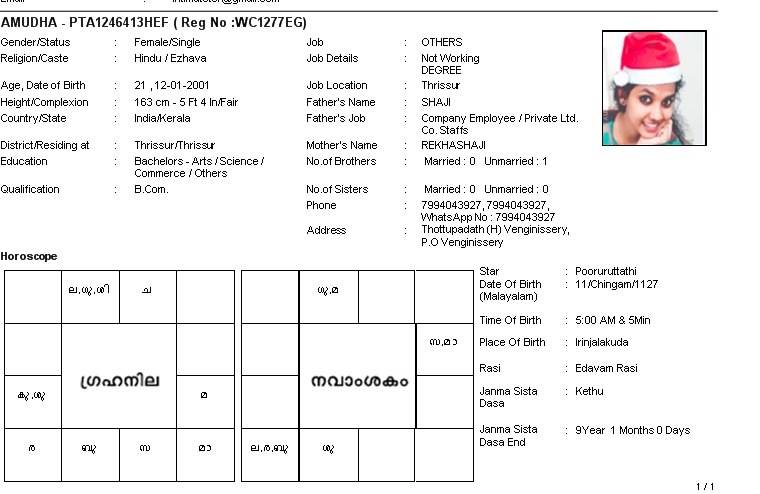 AMUDHA - PTA1246413HEF ( Reg No :WC1277EG)
Gender/Status : Female/Single
Religion/Caste : Hindu / Ezhava
Age, Date of Birth : 21 ,12-01-2001
Height/Complexion : 163 cm - 5 Ft 4 In/Fair
Country/State : India/Kerala
District/Residing at : Thrissur/Thrissur
Education : Bachelors - Arts / Science /
Commerce / Others
Qualification : B.Com.
Job : OTHERS
Job Details : Not Working
DEGREE
Job Location : Thrissur
Father's Name : SHAJI
Father's Job : Company Employee / Private Ltd.
Co. Staffs
Mother's Name : REKHASHAJI
No.of Brothers : Married : 0 Unmarried : 1
No.of Sisters : Married : 0 Unmarried : 0
Phone : 7994043927, 7994043927,
WhatsApp No : 7994043927
Address : Thottupadath (H) Venginissery,
P.O Venginissery
Horoscope
ല,ഗു,ശി ച
കു,ശു ഗ്രഹനില മ
ര ബു സ മാ
ഗു,മ
സ,മാ
നവാംശകം
ല,ര,ബു ശു
Star : Pooruruttathi
Date Of Birth : 11/Chingam/1127
(Malayalam)
Time Of Birth : 5:00 AM & 5Min
Place Of Birth : Irinjalakuda
Rasi : Edavam Rasi
Janma Sista : Kethu
Dasa
Janma Sista : 9Year 1 Months 0 Days
Dasa End
1 / 1